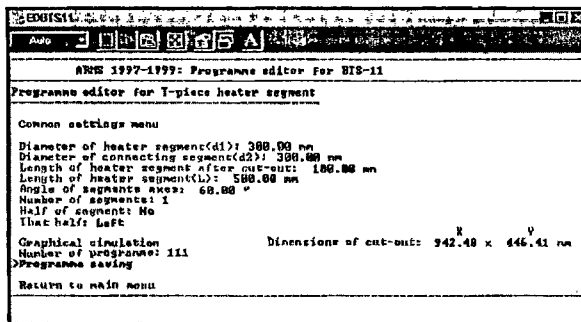 EDBIS11
Auto
A
ARMS 1997-1999: Programme editor for BIS-11
Programme editor for T-piece heater segment
Common settings menu
Diameter of heater segment(d1): 300.00 mm
Diameter of connecting segment(d2): 300.00 mm
Length of heater segment after cut-out: 100.00 mm
Length of heater segment(L): 500.00 mm
Angle of segments axes: 60.00 °
Number of segments: 1
Half of segment: No
That half: Left
X Y
Graphical simulation Dimensions of cut-out: 942.48 x 446.41 mm
Number of programme: 111
>Programme saving
Return to main menu